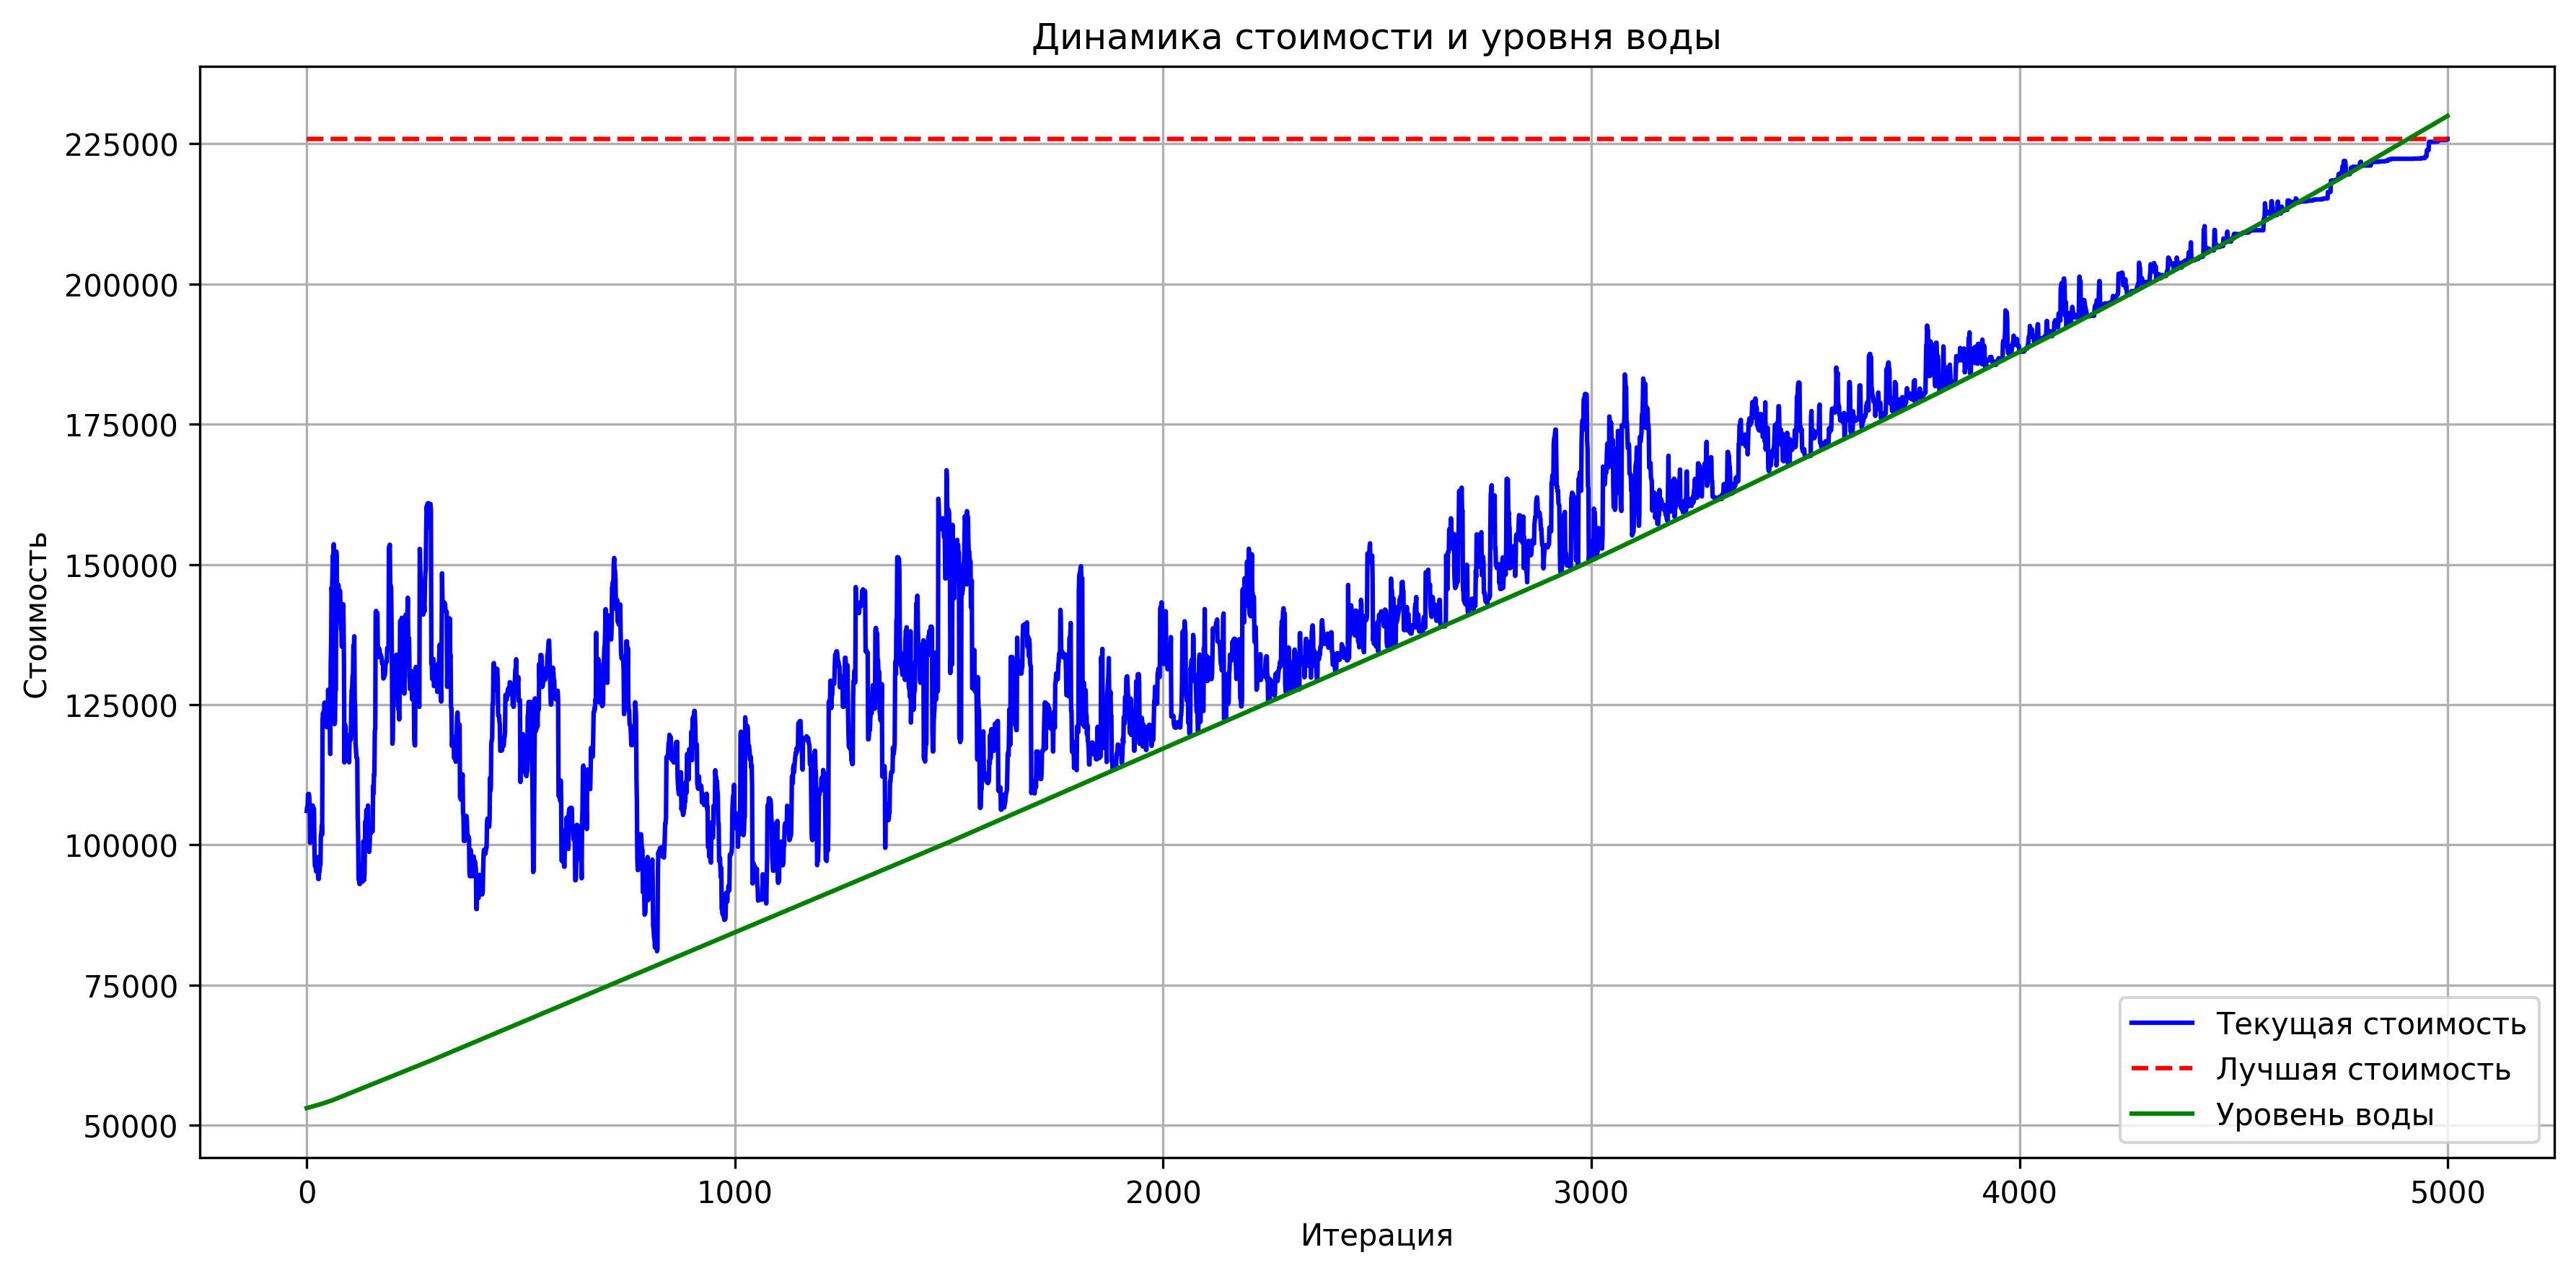 Динамика стоимости и уровня воды
Стоимость
225000
200000
175000
150000
125000
100000
75000
50000
0 1000 2000 3000 4000 5000
Итерация
Текущая стоимость
Лучшая стоимость
Уровень воды